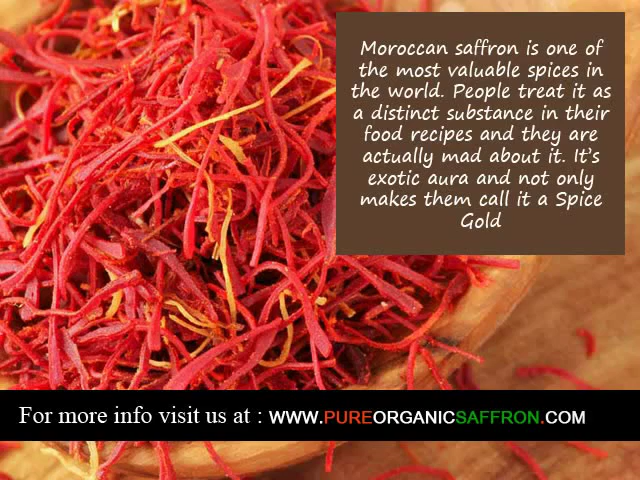 Moroccan saffron is one of
the most valuable spices in
the world. People treat it as
a distinct substance in their
food recipes and they are
actually mad about it. It's
exotic aura and not only
makes them call it a Spice
Gold
For more info visit us at : WWW.PUREORGANICSAFFRON.COM